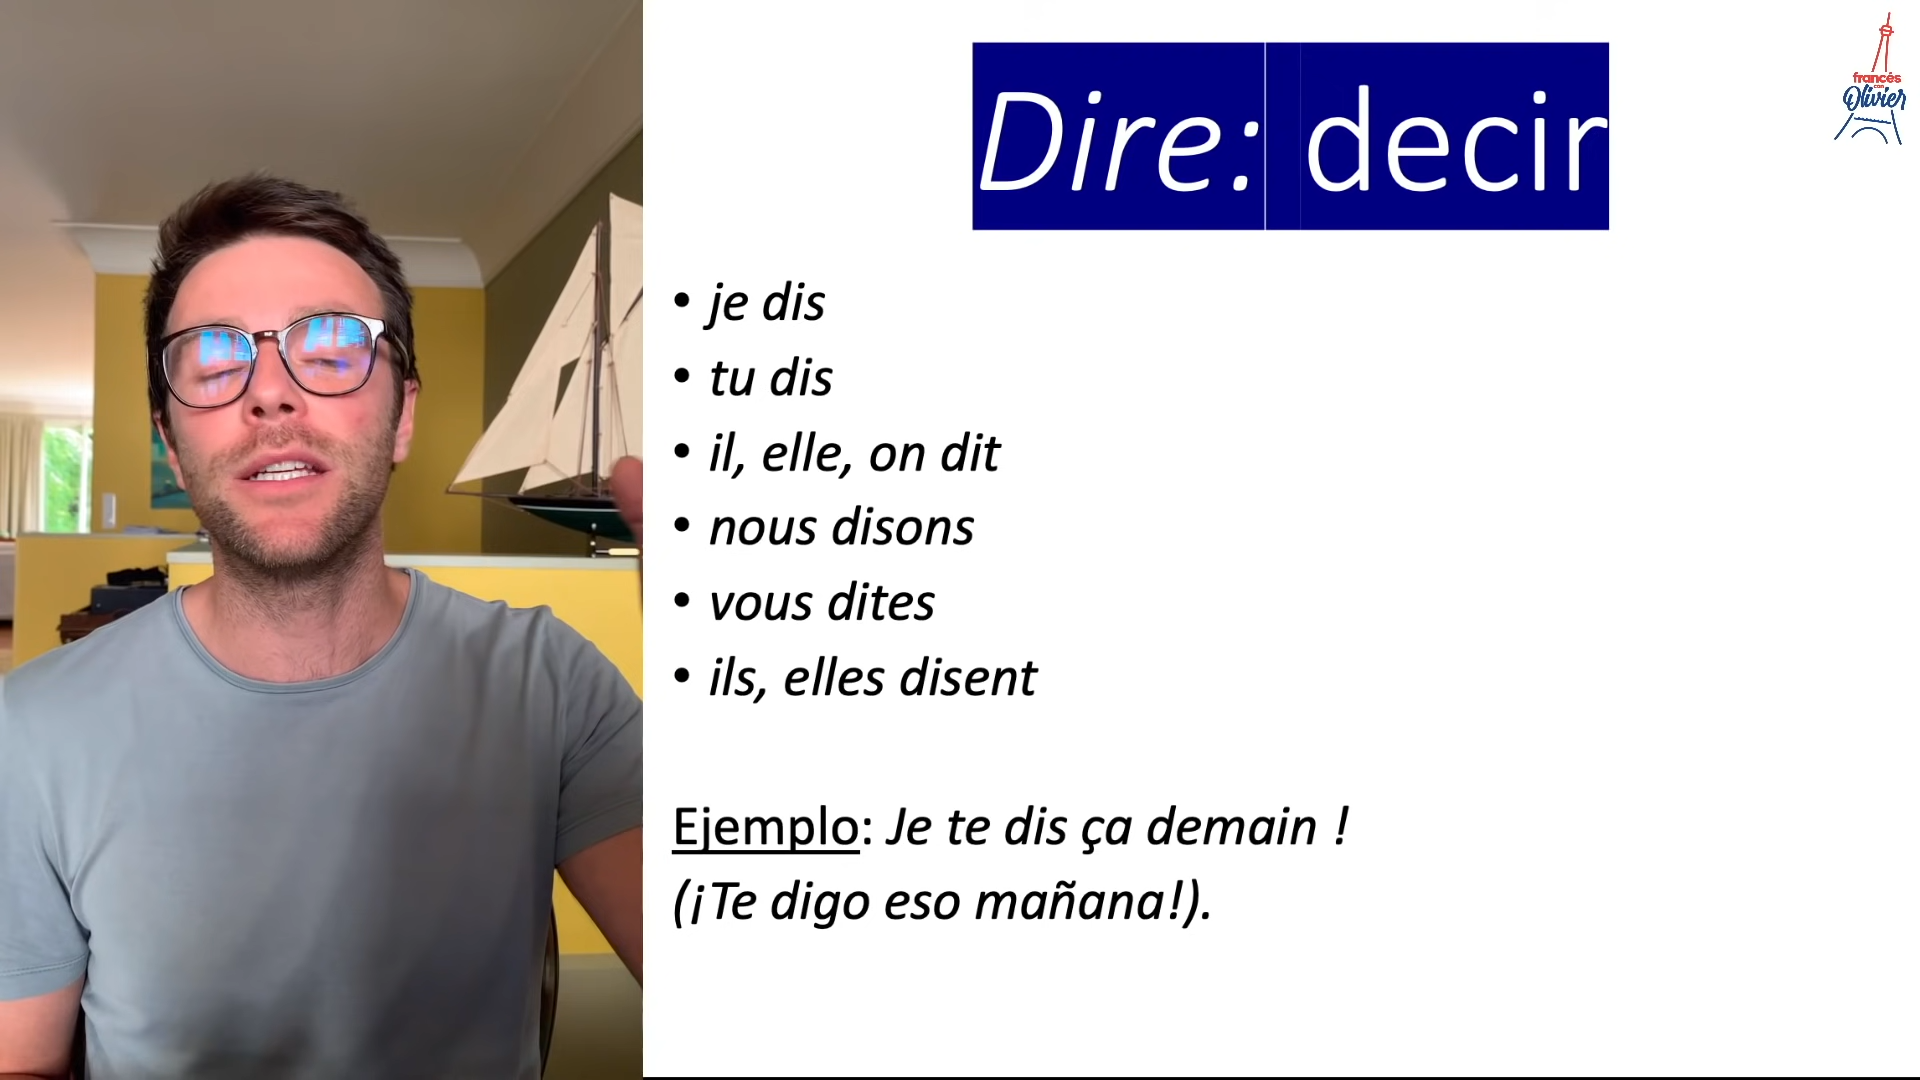 Dire: decir
francés
con
Olivier
• je dis
• tu dis
• il, elle, on dit
• nous disons
• vous dites
• ils, elles disent
Ejemplo: Je te dis ça demain !
(¡Te digo eso mañana!).